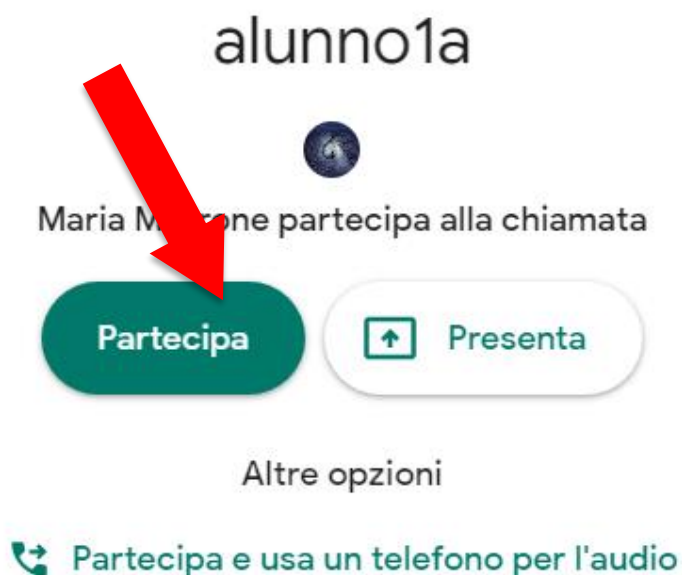 alunno1a
Maria partecipa alla chiamata
Partecipa
Presenta
Altre opzioni
Partecipa e usa un telefono per l'audio